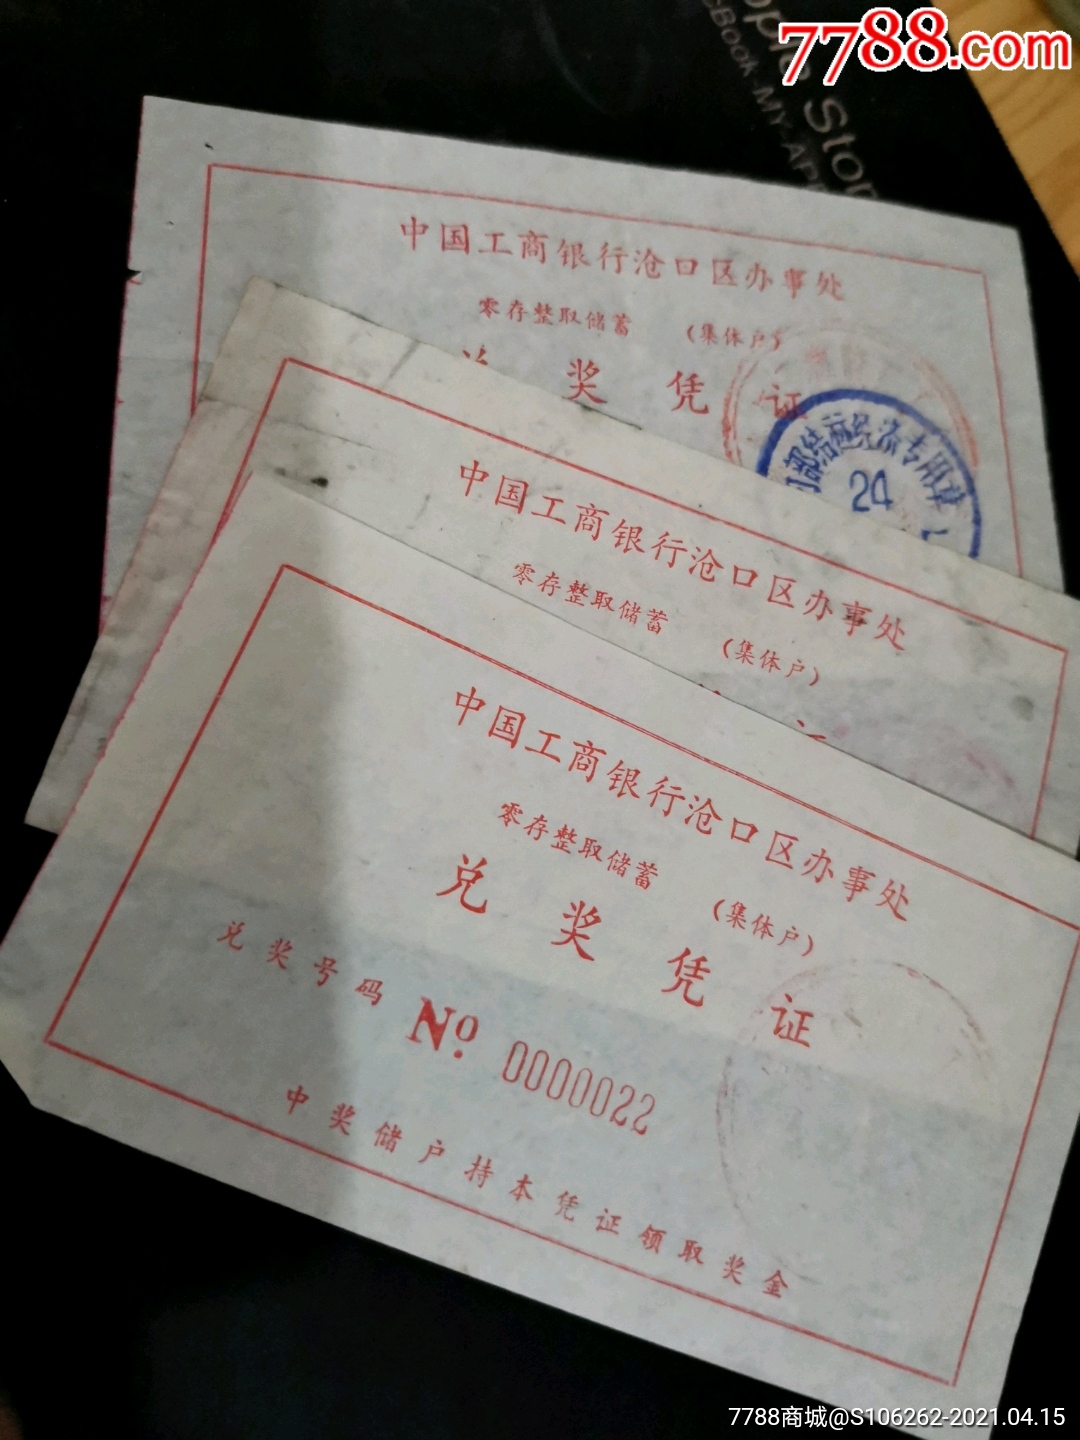 7788.com
中国工商银行沧口区办事处
零存整取储蓄 (集体户)
奖凭证
专用章
24
中国工商银行沧口区办事处
零存整取储蓄 (集体户)
中国工商银行沧口区办事处
零存整取储蓄 (集体户)
兑奖凭证
兑奖号码 Nº 0000022
中奖储户持本凭证领取奖金
7788商城@S106262-2021.04.15